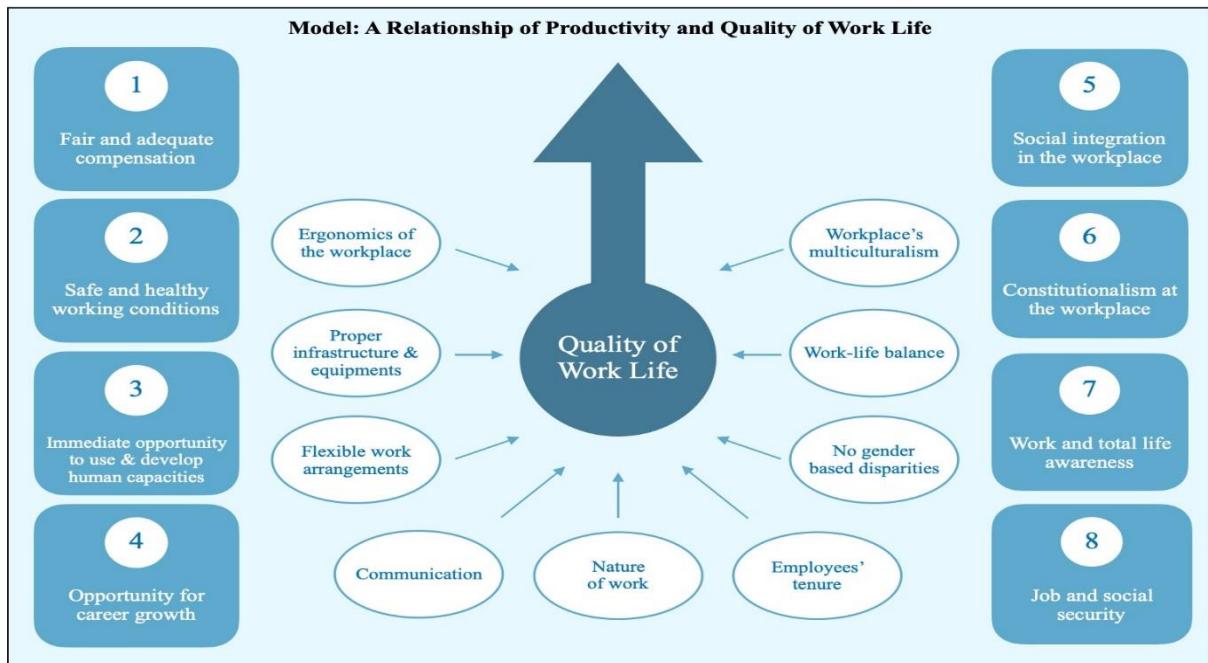 Model: A Relationship of Productivity and Quality of Work Life
1
Fair and adequate
compensation
2
Safe and healthy
working conditions
3
Immediate opportunity
to use & develop
human capacities
4
Opportunity for
career growth
Ergonomics of
the workplace
Proper
infrastructure &
equipments
Flexible work
arrangements
Communication
Nature
of work
Employees’
tenure
No gender
based disparities
Work-life balance
Workplace’s
multiculturalism
Quality of
Work Life
5
Social integration
in the workplace
6
Constitutionalism at
the workplace
7
Work and total life
awareness
8
Job and social
security